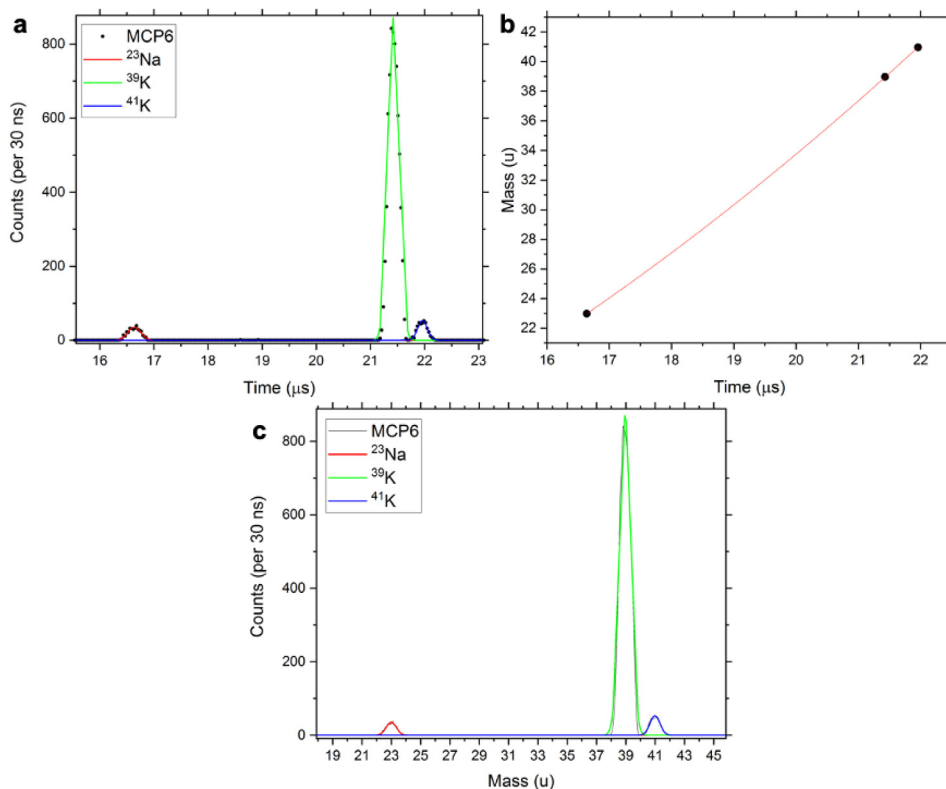 a
MCP6
²³Na
³⁹K
⁴¹K
800
600
400
200
0
Counts (per 30 ns)
16 17 18 19 20 21 22 23
Time (μs)
b
42
40
38
36
34
32
30
28
26
24
22
Mass (u)
16 17 18 19 20 21 22
Time (μs)
c
MCP6
²³Na
³⁹K
⁴¹K
800
600
400
200
0
Counts (per 30 ns)
19 21 23 25 27 29 31 33 35 37 39 41 43 45
Mass (u)